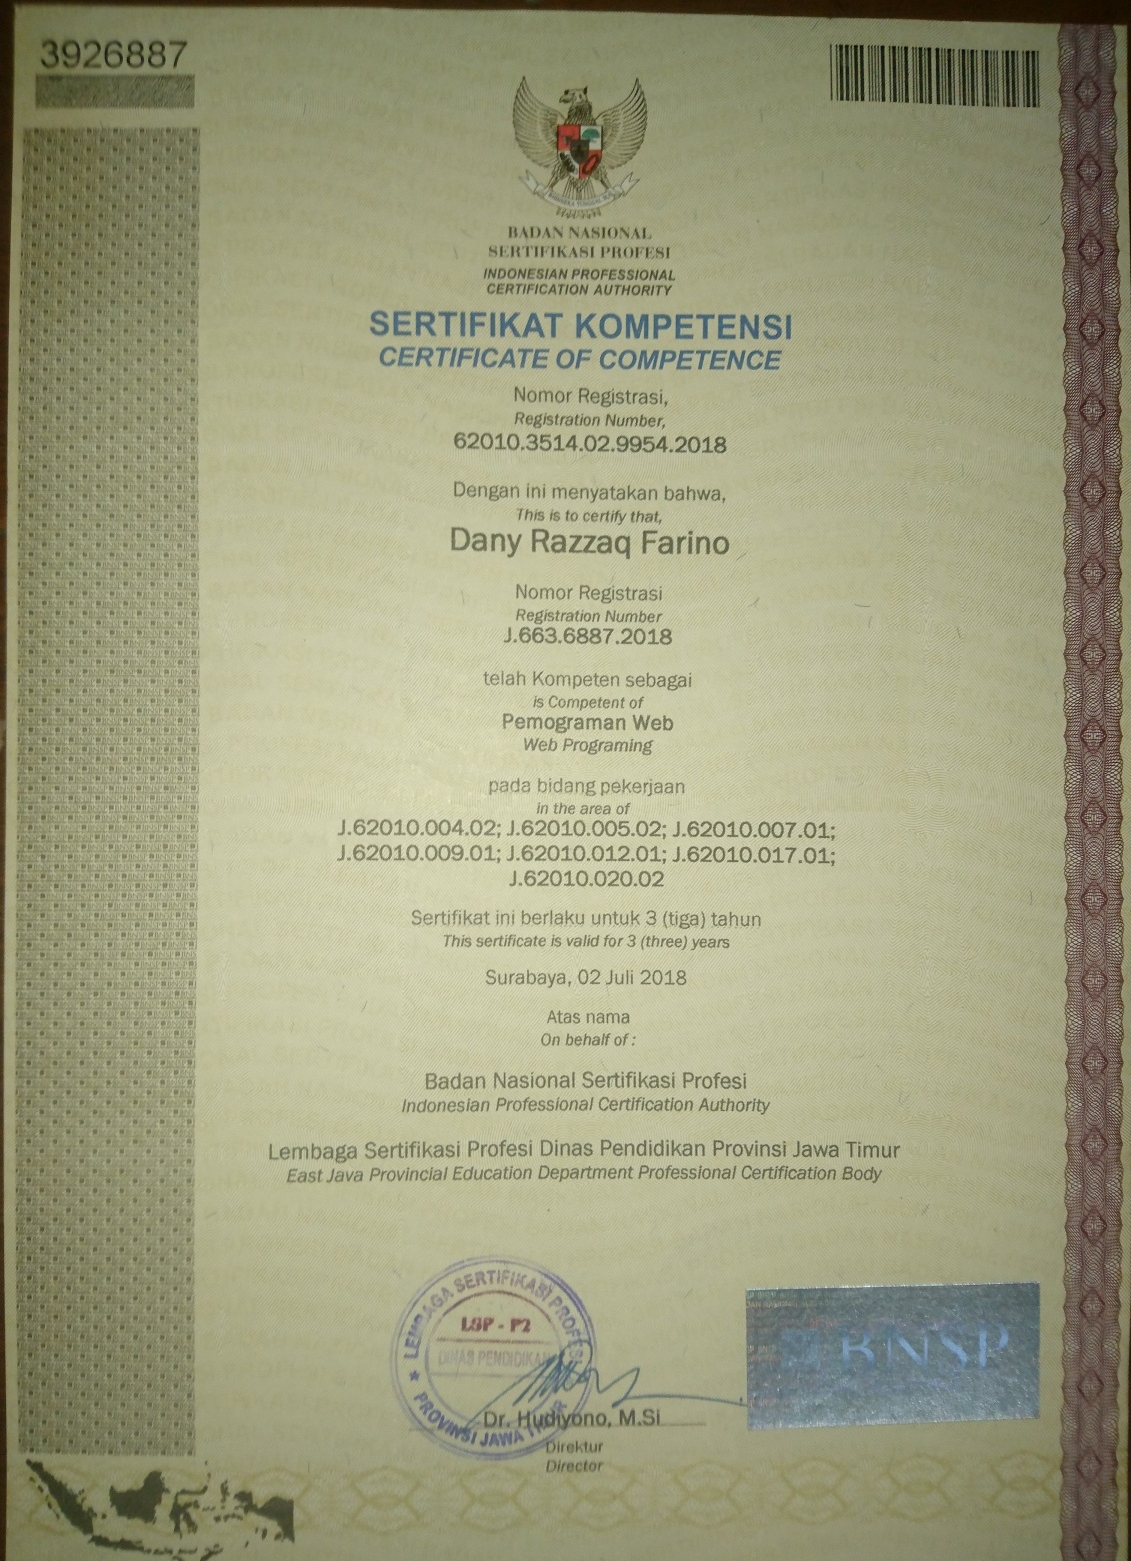 3926887
BADAN NASIONAL
SERTIFIKASI PROFESI
INDONESIAN PROFESSIONAL
CERTIFICATION AUTHORITY
SERTIFIKAT KOMPETENSI
CERTIFICATE OF COMPETENCE
Nomor Registrasi,
Registration Number,
62010.3514.02.9954.2018
Dengan ini menyatakan bahwa,
This is to certify that,
Dany Razzaq Farino
Nomor Registrasi
Registration Number
J.663.6887.2018
telah Kompeten sebagai
is Competent of
Pemograman Web
Web Programing
pada bidang pekerjaan
in the area of
J.62010.004.02; J.62010.005.02; J.62010.007.01;
J.62010.009.01; J.62010.012.01; J.62010.017.01;
J.62010.020.02
Sertifikat ini berlaku untuk 3 (tiga) tahun
This sertificate is valid for 3 (three) years
Surabaya, 02 Juli 2018
Atas nama
On behalf of :
Badan Nasional Sertifikasi Profesi
Indonesian Professional Certification Authority
Lembaga Sertifikasi Profesi Dinas Pendidikan Provinsi Jawa Timur
East Java Provincial Education Department Professional Certification Body
LEMBAGA SERTIFIKASI PROFESI
LSP - P2
DINAS PENDIDIKAN
PROVINSI JAWA TIMUR
BNSP
Dr. Hudiyono, M.Si
Direktur
Director